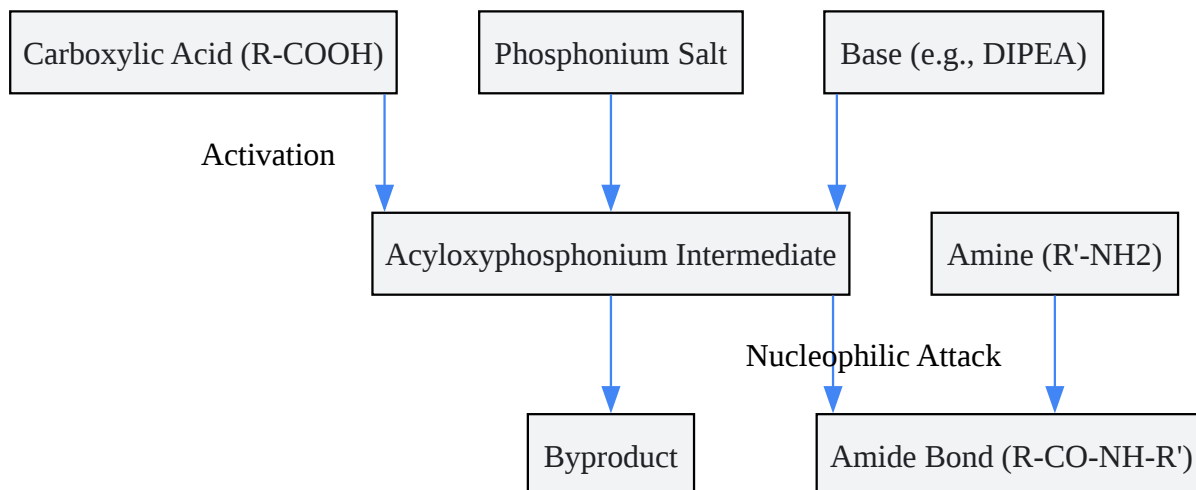 Carboxylic Acid (R-COOH)
Phosphonium Salt
Base (e.g., DIPEA)
Activation
Acyloxyphosphonium Intermediate
Amine (R'-NH2)
Nucleophilic Attack
Byproduct
Amide Bond (R-CO-NH-R')